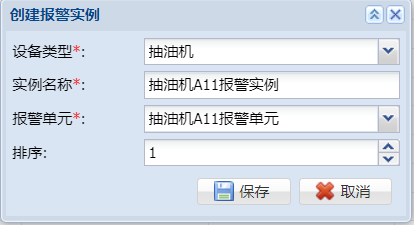 创建报警实例
设备类型*: 抽油机
实例名称*: 抽油机A11报警实例
报警单元*: 抽油机A11报警单元
排序: 1
保存 取消